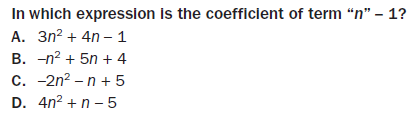 In which expression is the coefficient of term “n” – 1?
A. 3n² + 4n – 1
B. –n² + 5n + 4
C. –2n² – n + 5
D. 4n² + n – 5